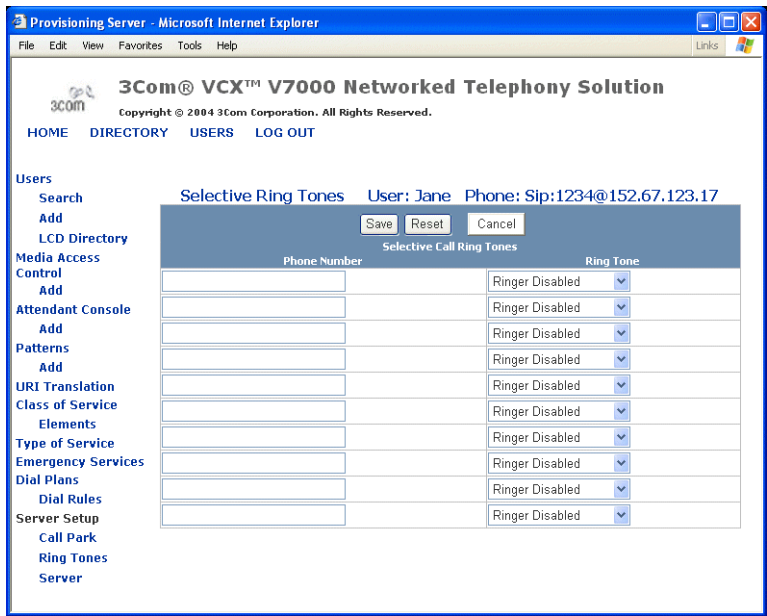 Provisioning Server - Microsoft Internet Explorer
File Edit View Favorites Tools Help Links
3com
3Com® VCX™ V7000 Networked Telephony Solution
Copyright © 2004 3Com Corporation. All Rights Reserved.
HOME DIRECTORY USERS LOG OUT
Users
Search
Add
LCD Directory
Media Access
Control
Add
Attendant Console
Add
Patterns
Add
URI Translation
Class of Service
Elements
Type of Service
Emergency Services
Dial Plans
Dial Rules
Server Setup
Call Park
Ring Tones
Server
Selective Ring Tones User: Jane Phone: Sip:1234@152.67.123.17
Save Reset Cancel
Selective Call Ring Tones
Phone Number Ring Tone
Ringer Disabled
Ringer Disabled
Ringer Disabled
Ringer Disabled
Ringer Disabled
Ringer Disabled
Ringer Disabled
Ringer Disabled
Ringer Disabled
Ringer Disabled